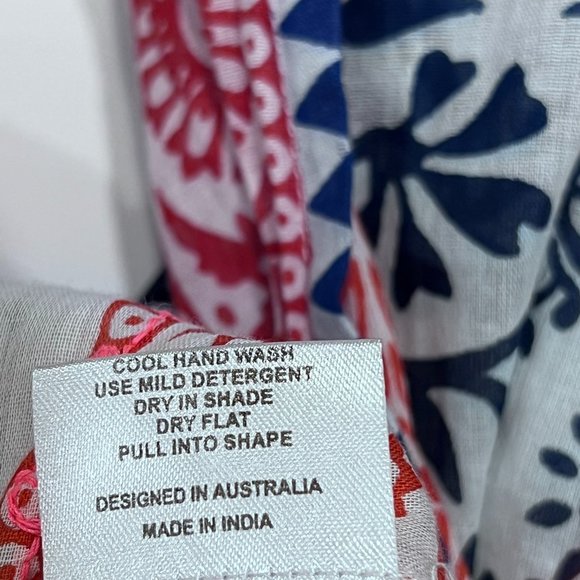 COOL HAND WASH
USE MILD DETERGENT
DRY IN SHADE
DRY FLAT
PULL INTO SHAPE
DESIGNED IN AUSTRALIA
MADE IN INDIA